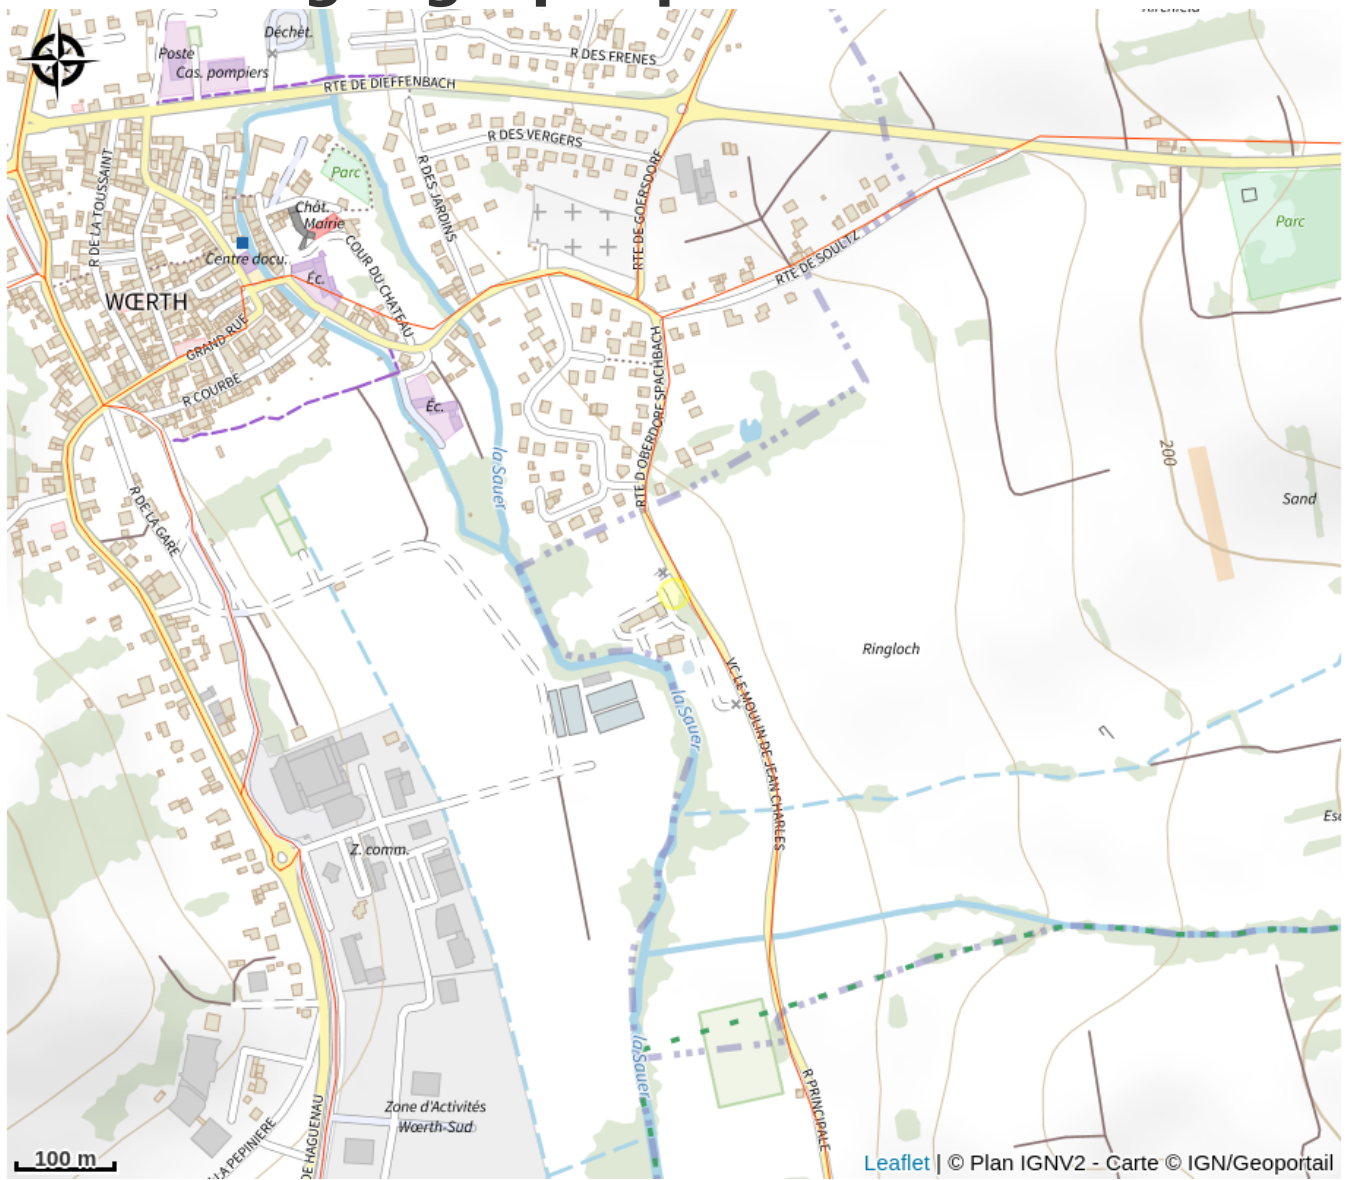 Déchèt.
Poste
Cas. pompiers
R DES FRENES
RTE DE DIEFFENBACH
R DES VERGERS
R DE LA TOUSSAINT
Parc
R DES JARDINS
RTE DE GOERSDORF
Chât.
Mairie
Parc
Centre docu.
COUR DU CHATEAU
RTE DE SOULTZ
Éc.
WŒRTH
GRAND RUE
R COURBE
RTE D OBERDORF SPACHBACH
Éc.
200
la Sauer
Sand
R DE LA GARE
Ringloch
VC LE MOULIN DE JEAN CHARLES
la Sauer
Z. comm.
la Sauer
R PRINCIPALE
Zone d'Activités
Wœrth-Sud
DE HAGUENAU
LA PEPINIERE
100 m
Leaflet | © Plan IGNV2 - Carte © IGN/Geoportail